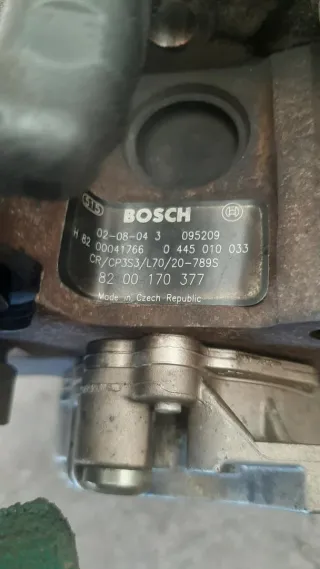 SIS BOSCH H
02-08-04 3 095209
H 82 00041766 0 445 010 033
CR/CP3S3/L70/20-789S
82 00 170 377
Made in Czech Republic